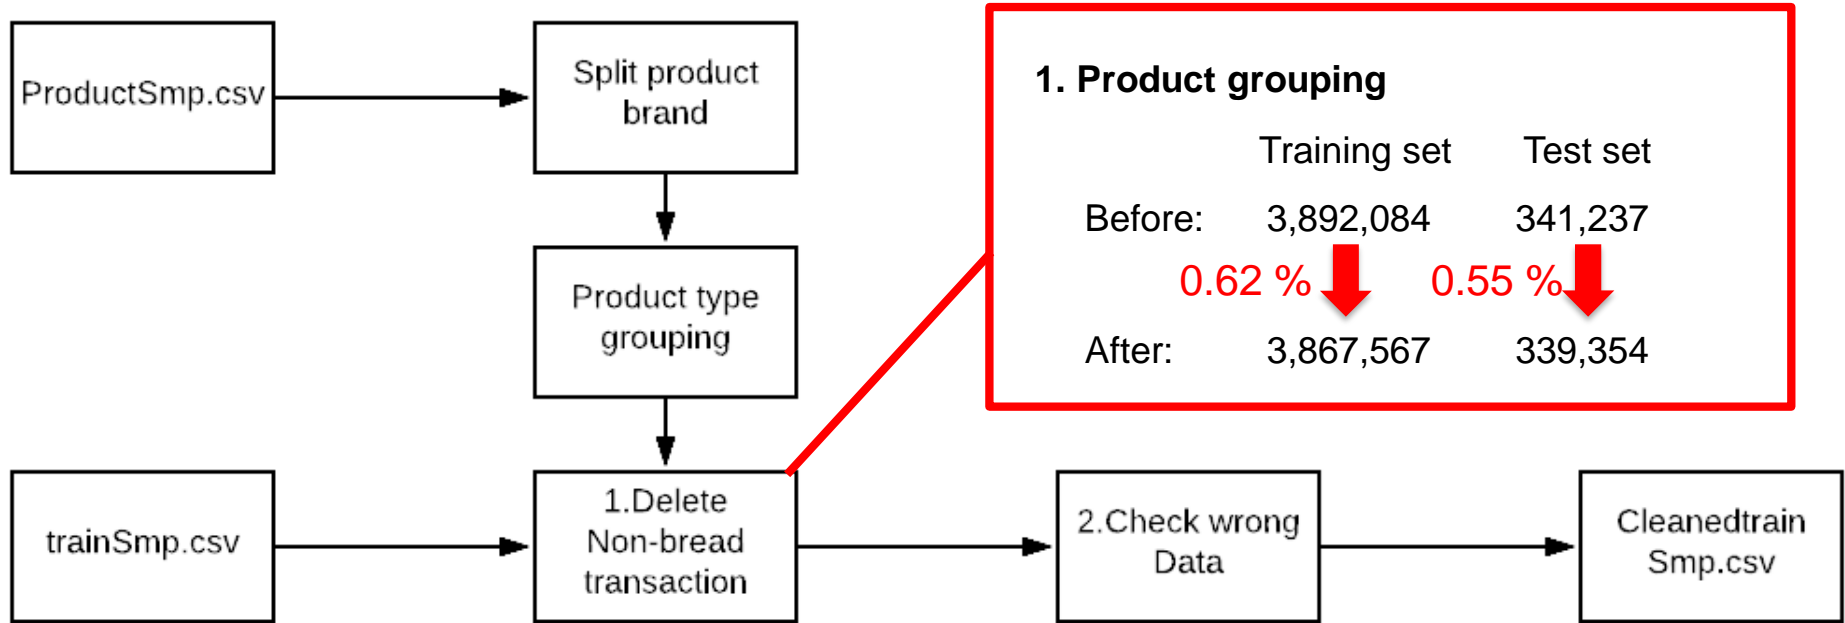 ProductSmp.csv
Split product
brand
Product type
grouping
trainSmp.csv
1.Delete
Non-bread
transaction
2.Check wrong
Data
Cleanedtrain
Smp.csv
1. Product grouping
Training set Test set
Before: 3,892,084 341,237
0.62 % 0.55 %
After: 3,867,567 339,354